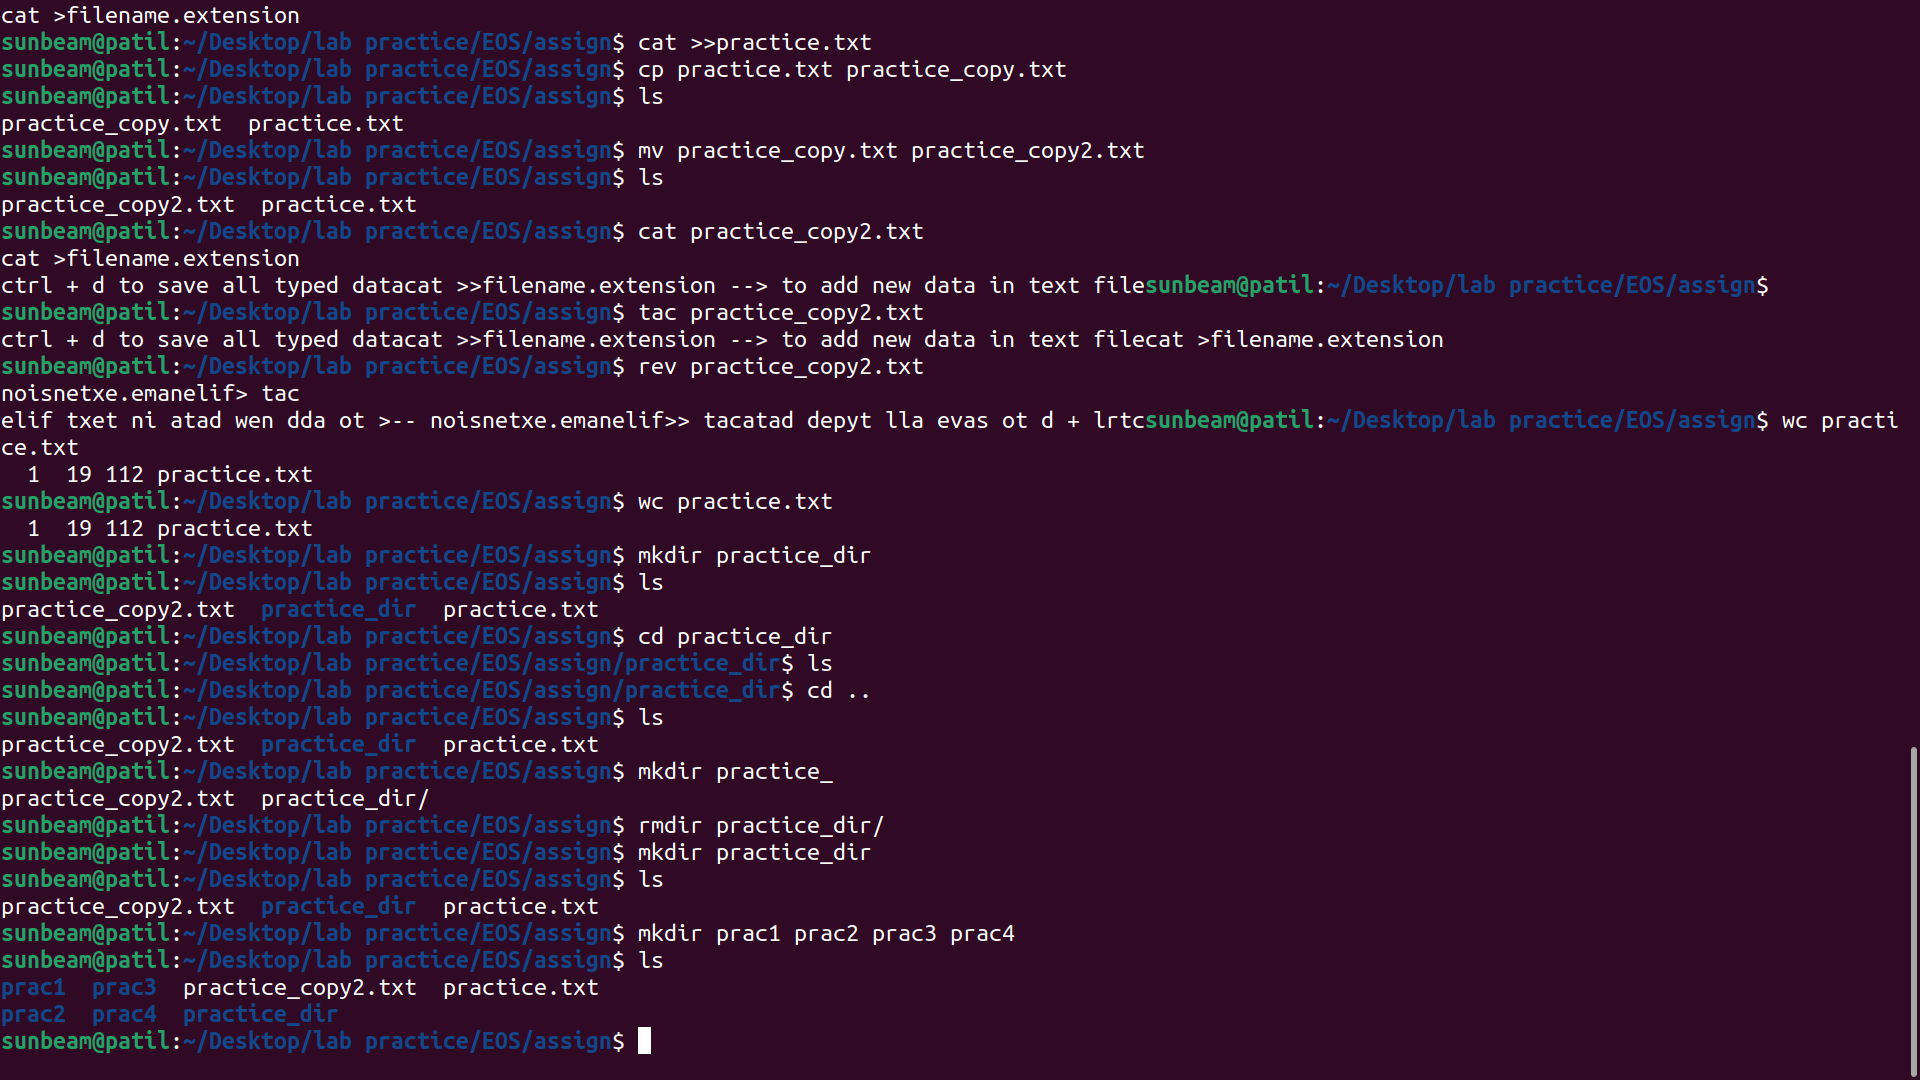 cat >filename.extension
sunbeam@patil:~/Desktop/lab practice/EOS/assign$ cat >>practice.txt
sunbeam@patil:~/Desktop/lab practice/EOS/assign$ cp practice.txt practice_copy.txt
sunbeam@patil:~/Desktop/lab practice/EOS/assign$ ls
practice_copy.txt  practice.txt
sunbeam@patil:~/Desktop/lab practice/EOS/assign$ mv practice_copy.txt practice_copy2.txt
sunbeam@patil:~/Desktop/lab practice/EOS/assign$ ls
practice_copy2.txt  practice.txt
sunbeam@patil:~/Desktop/lab practice/EOS/assign$ cat practice_copy2.txt
cat >filename.extension
ctrl + d to save all typed datacat >>filename.extension --> to add new data in text filesunbeam@patil:~/Desktop/lab practice/EOS/assign$
sunbeam@patil:~/Desktop/lab practice/EOS/assign$ tac practice_copy2.txt
ctrl + d to save all typed datacat >>filename.extension --> to add new data in text filecat >filename.extension
sunbeam@patil:~/Desktop/lab practice/EOS/assign$ rev practice_copy2.txt
noisnetxe.emanelif> tac
elif txet ni atad wen dda ot >-- noisnetxe.emanelif>> tacatad depyt lla evas ot d + lrtcsunbeam@patil:~/Desktop/lab practice/EOS/assign$ wc practi
ce.txt
  1  19 112 practice.txt
sunbeam@patil:~/Desktop/lab practice/EOS/assign$ wc practice.txt
  1  19 112 practice.txt
sunbeam@patil:~/Desktop/lab practice/EOS/assign$ mkdir practice_dir
sunbeam@patil:~/Desktop/lab practice/EOS/assign$ ls
practice_copy2.txt  practice_dir  practice.txt
sunbeam@patil:~/Desktop/lab practice/EOS/assign$ cd practice_dir
sunbeam@patil:~/Desktop/lab practice/EOS/assign/practice_dir$ ls
sunbeam@patil:~/Desktop/lab practice/EOS/assign/practice_dir$ cd ..
sunbeam@patil:~/Desktop/lab practice/EOS/assign$ ls
practice_copy2.txt  practice_dir  practice.txt
sunbeam@patil:~/Desktop/lab practice/EOS/assign$ mkdir practice_
practice_copy2.txt  practice_dir/
sunbeam@patil:~/Desktop/lab practice/EOS/assign$ rmdir practice_dir/
sunbeam@patil:~/Desktop/lab practice/EOS/assign$ mkdir practice_dir
sunbeam@patil:~/Desktop/lab practice/EOS/assign$ ls
practice_copy2.txt  practice_dir  practice.txt
sunbeam@patil:~/Desktop/lab practice/EOS/assign$ mkdir prac1 prac2 prac3 prac4
sunbeam@patil:~/Desktop/lab practice/EOS/assign$ ls
prac1  prac3  practice_copy2.txt  practice.txt
prac2  prac4  practice_dir
sunbeam@patil:~/Desktop/lab practice/EOS/assign$